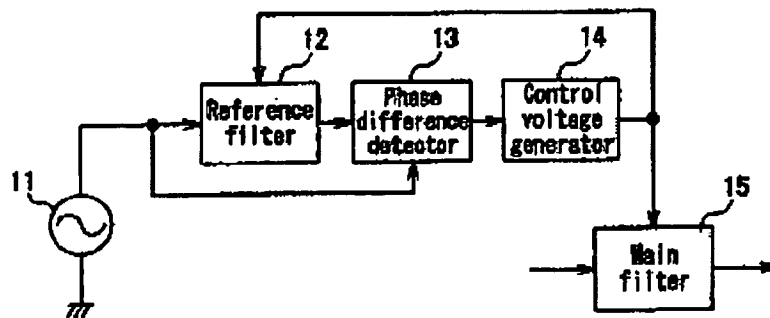 12
13
14
Reference
filter
Phase
difference
detector
Control
voltage
generator
11
15
Main
filter